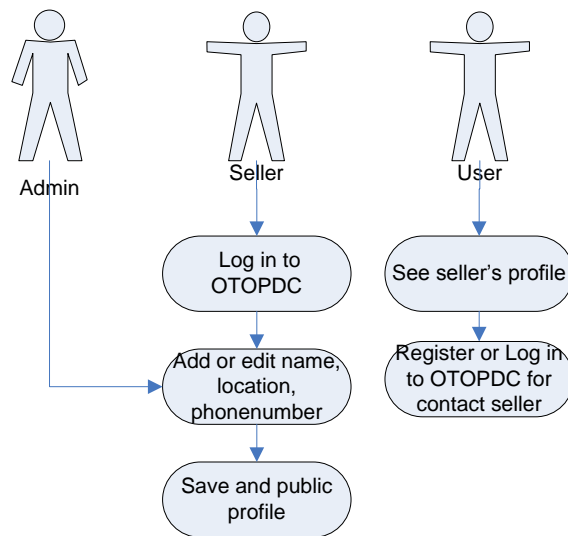 Admin
Seller
User
Log in to
OTOPDC
See seller's profile
Add or edit name,
location,
phonenumber
Register or Log in
to OTOPDC for
contact seller
Save and public
profile